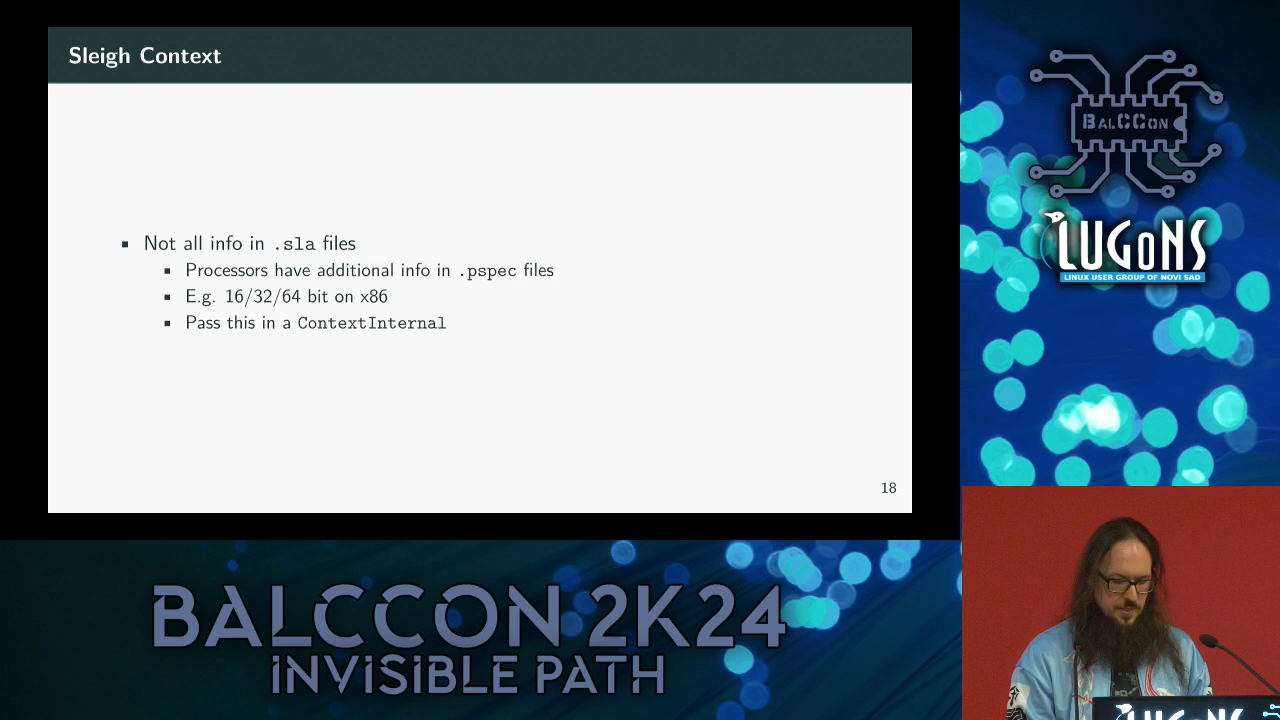 Sleigh Context
Not all info in .sla files
Processors have additional info in .pspec files
E.g. 16/32/64 bit on x86
Pass this in a ContextInternal
18
BALCCON
LUGONS
LINUX USER GROUP OF NOVI SAD
BALCCON 2K24
INVISIBLE PATH
LUGONS